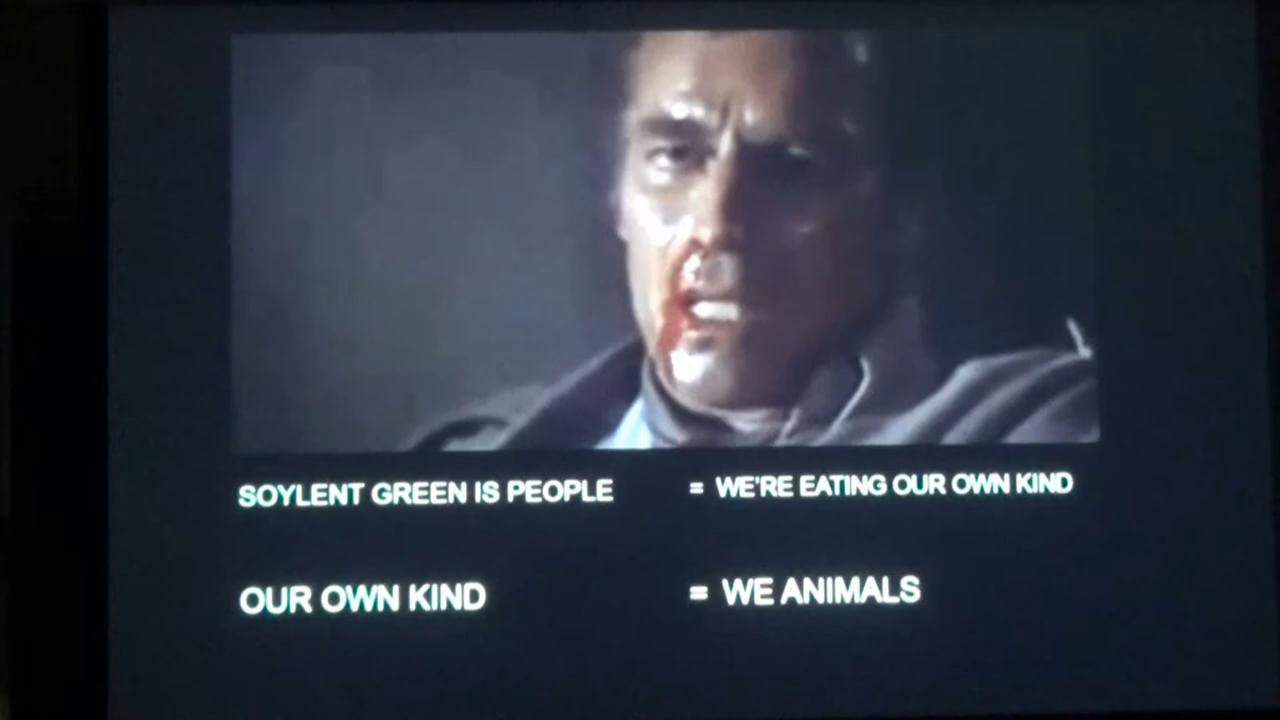 SOYLENT GREEN IS PEOPLE = WE'RE EATING OUR OWN KIND
OUR OWN KIND = WE ANIMALS